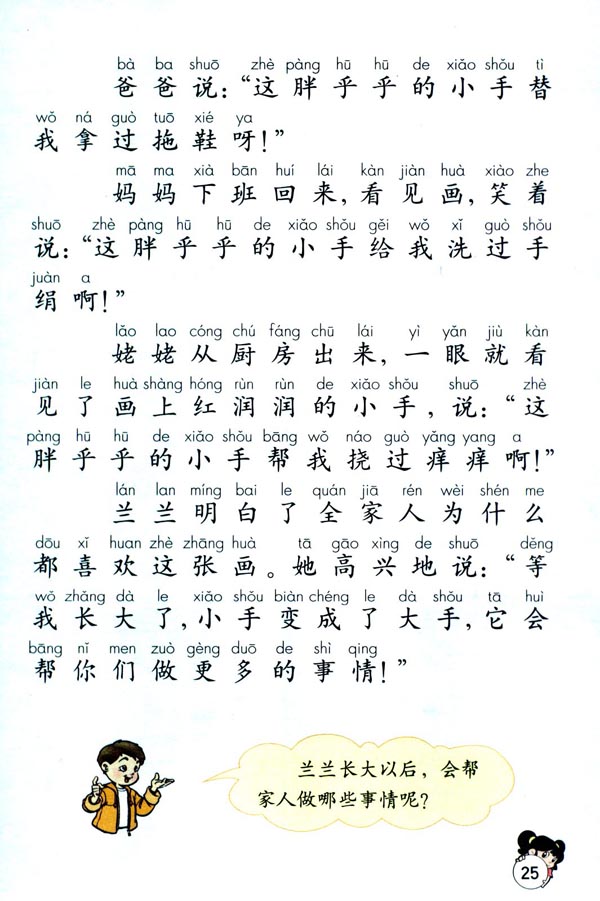 bà ba shuō zhè pàng hū hū de xiǎo shǒu tì
爸爸说：“这胖乎乎的小手替
wǒ ná guò tuō xié ya
我拿过拖鞋呀！”
mā ma xià bān huí lái kàn jiàn huà xiào zhe
妈妈下班回来，看见画，笑着
shuō zhè pàng hū hū de xiǎo shǒu gěi wǒ xǐ guò shǒu
说：“这胖乎乎的小手给我洗过手
juàn a
绢啊！”
lǎo lao cóng chú fáng chū lái yì yǎn jiù kàn
姥姥从厨房出来，一眼就看
jiàn le huà shàng hóng rùn rùn de xiǎo shǒu shuō zhè
见了画上红润润的小手，说：“这
pàng hū hū de xiǎo shǒu bāng wǒ náo guò yǎng yang a
胖乎乎的小手帮我挠过痒痒啊！”
lán lan míng bai le quán jiā rén wèi shén me
兰兰明白了全家人为什么
dōu xǐ huan zhè zhāng huà tā gāo xìng de shuō děng
都喜欢这张画。她高兴地说：“等
wǒ zhǎng dà le xiǎo shǒu biàn chéng le dà shǒu tā huì
我长大了，小手变成了大手，它会
bāng nǐ men zuò gèng duō de shì qing
帮你们做更多的事情！”
兰兰长大以后，会帮
家人做哪些事情呢？
25